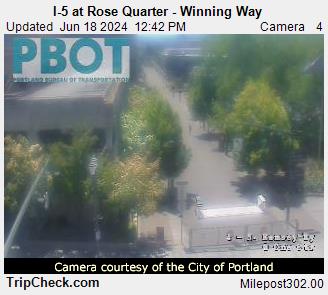 I-5 at Rose Quarter - Winning Way
Updated Jun 18 2024 12:42 PM Camera 4
PBOT
PORTLAND BUREAU OF TRANSPORTATION
Camera courtesy of the City of Portland
TripCheck.com Milepost302.00